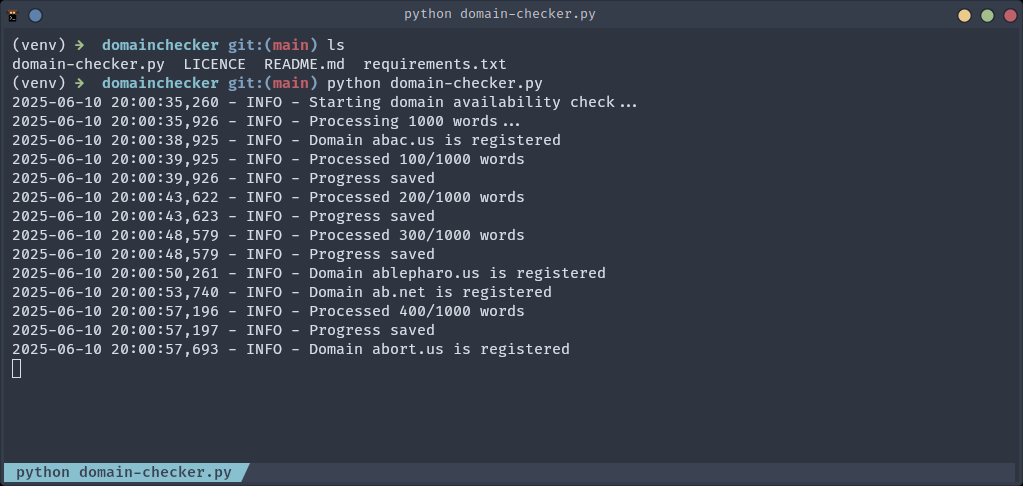 python domain-checker.py
(venv) → domainchecker git:(main) ls
domain-checker.py  LICENCE  README.md  requirements.txt
(venv) → domainchecker git:(main) python domain-checker.py
2025-06-10 20:00:35,260 - INFO - Starting domain availability check...
2025-06-10 20:00:35,926 - INFO - Processing 1000 words...
2025-06-10 20:00:38,925 - INFO - Domain abac.us is registered
2025-06-10 20:00:39,925 - INFO - Processed 100/1000 words
2025-06-10 20:00:39,926 - INFO - Progress saved
2025-06-10 20:00:43,622 - INFO - Processed 200/1000 words
2025-06-10 20:00:43,623 - INFO - Progress saved
2025-06-10 20:00:48,579 - INFO - Processed 300/1000 words
2025-06-10 20:00:48,579 - INFO - Progress saved
2025-06-10 20:00:50,261 - INFO - Domain ablepharo.us is registered
2025-06-10 20:00:53,740 - INFO - Domain ab.net is registered
2025-06-10 20:00:57,196 - INFO - Processed 400/1000 words
2025-06-10 20:00:57,197 - INFO - Progress saved
2025-06-10 20:00:57,693 - INFO - Domain abort.us is registered
python domain-checker.py